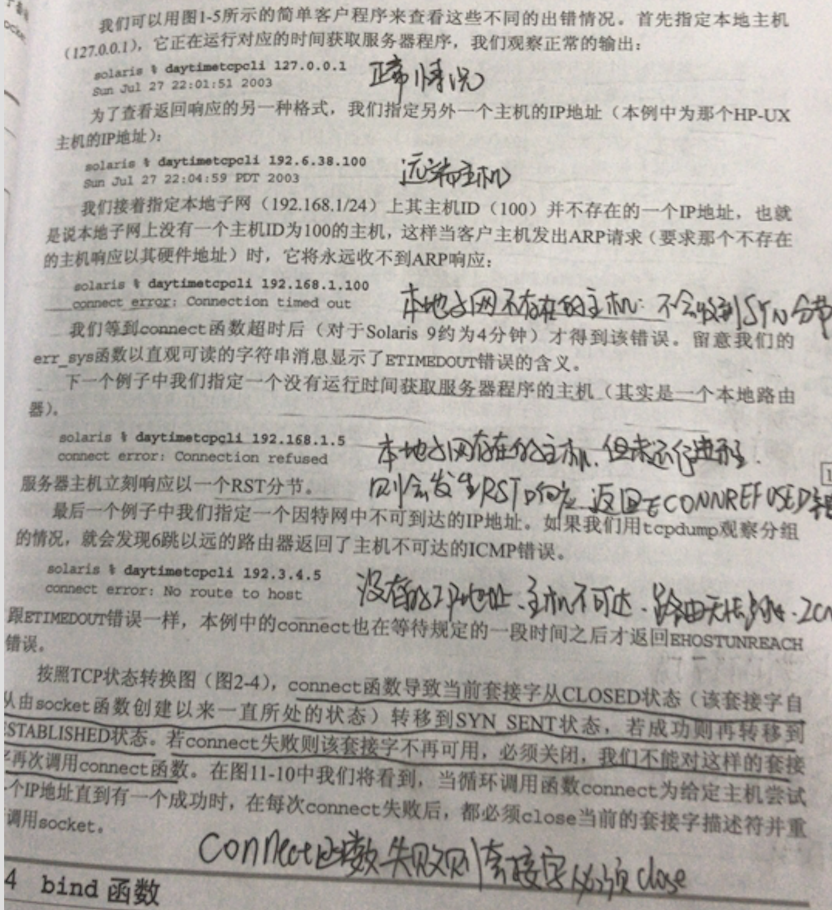 我们可以用图1-5所示的简单客户程序来查看这些不同的出错情况。首先指定本地主机
(127.0.0.1)，它正在运行对应的时间获取服务器程序，我们观察正常的输出：
solaris % daytimetcpcli 127.0.0.1 正常情况
Sun Jul 27 22:01:51 2003
为了查看返回响应的另一种格式，我们指定另外一个主机的IP地址（本例中为那个HP-UX
主机的IP地址）：
solaris % daytimetcpcli 192.6.38.100 远端主机
Sun Jul 27 22:04:59 PDT 2003
我们接着指定本地子网（192.168.1/24）上其主机ID（100）并不存在的一个IP地址，也就
是说本地子网上没有一个主机ID为100的主机，这样当客户主机发出ARP请求（要求那个不存在
的主机响应以其硬件地址）时，它将永远收不到ARP响应：
solaris % daytimetcpcli 192.168.1.100
connect error: Connection timed out 本地子网不存在的主机：不会收到SYN分节
我们等到connect函数超时后（对于Solaris 9约为4分钟）才得到该错误。留意我们的
err_sys函数以直观可读的字符串消息显示了ETIMEDOUT错误的含义。
下一个例子中我们指定一个没有运行时间获取服务器程序的主机（其实是一个本地路由
器）。
solaris % daytimetcpcli 192.168.1.5 本地子网存在的主机，但未运行进程.
connect error: Connection refused
则会发生RST响应 返回ECONNREFUSED
服务器主机立刻响应以一个RST分节。
最后一个例子中我们指定一个因特网中不可到达的IP地址。如果我们用tcpdump观察分组
的情况，就会发现6跳以远的路由器返回了主机不可达的ICMP错误。
solaris % daytimetcpcli 192.3.4.5
connect error: No route to host 没有的IP地址：主机不可达.
跟ETIMEDOUT错误一样，本例中的connect也在等待规定的一段时间之后才返回EHOSTUNREACH
错误。
按照TCP状态转换图（图2-4），connect函数导致当前套接字从CLOSED状态（该套接字自
从由socket函数创建以来一直所处的状态）转移到SYN_SENT状态，若成功则再转移到
STABLISHED状态。若connect失败则该套接字不再可用，必须关闭，我们不能对这样的套接
字再次调用connect函数。在图11-10中我们将看到，当循环调用函数connect为给定主机尝试
个IP地址直到有一个成功时，在每次connect失败后，都必须close当前的套接字描述符并重
调用socket。
connect函数失败则套接字必须close
4 bind 函数